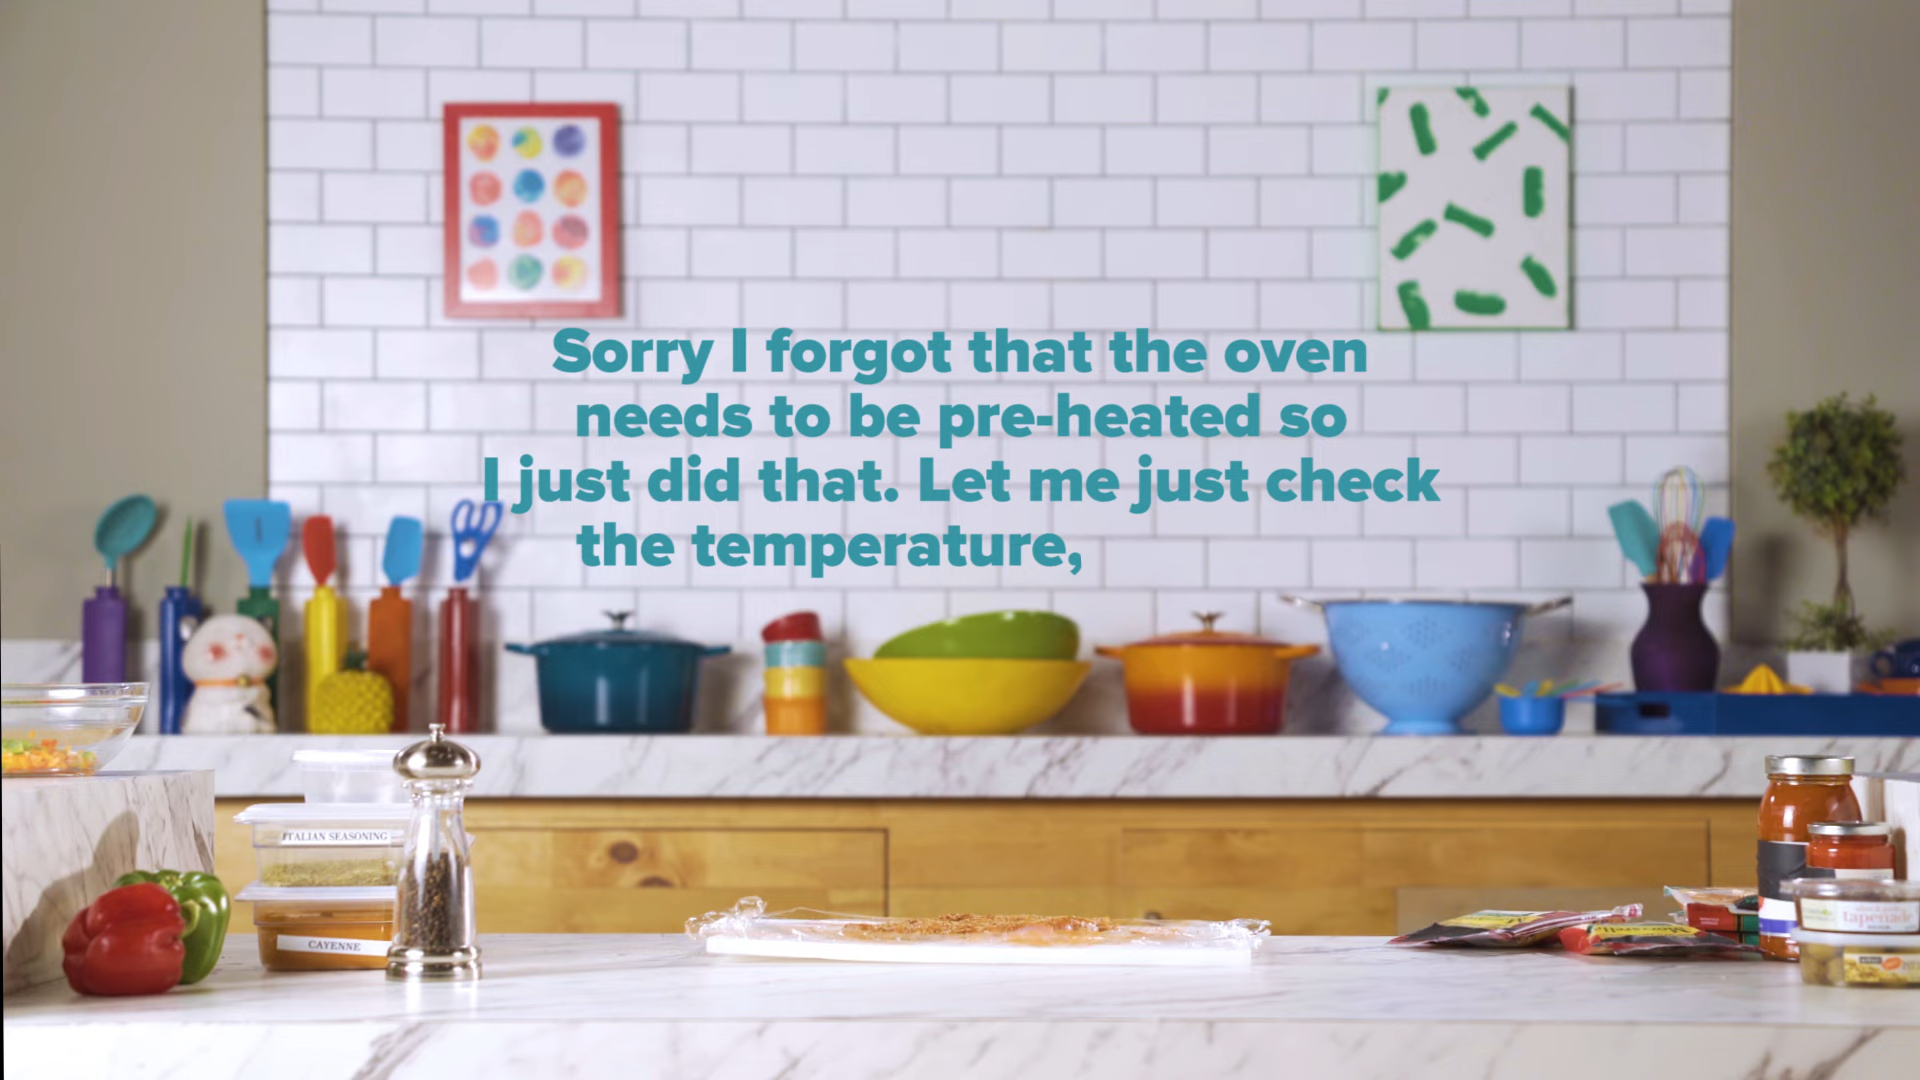 Sorry I forgot that the oven
needs to be pre-heated so
I just did that. Let me just check
the temperature,
ITALIAN SEASONING
CAYENNE
Mozzarella
tapenade